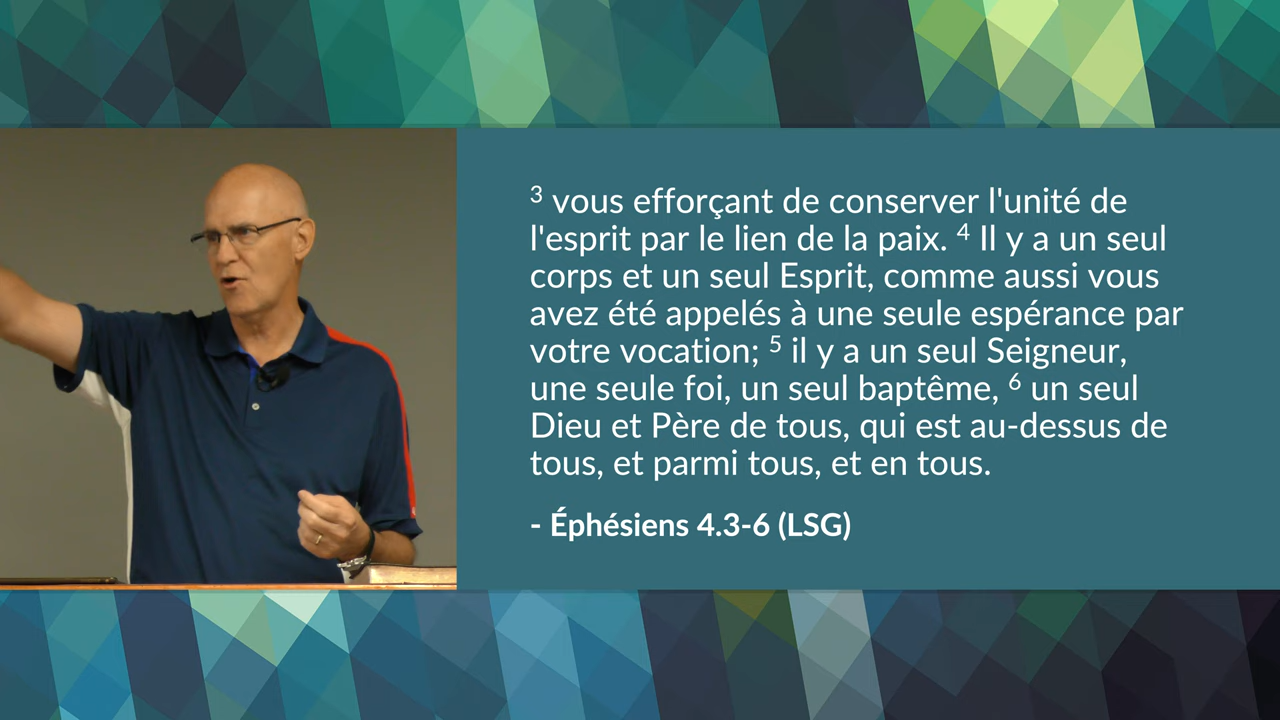 ³ vous efforçant de conserver l'unité de
l'esprit par le lien de la paix. ⁴ Il y a un seul
corps et un seul Esprit, comme aussi vous
avez été appelés à une seule espérance par
votre vocation; ⁵ il y a un seul Seigneur,
une seule foi, un seul baptême, ⁶ un seul
Dieu et Père de tous, qui est au-dessus de
tous, et parmi tous, et en tous.
- Éphésiens 4.3-6 (LSG)